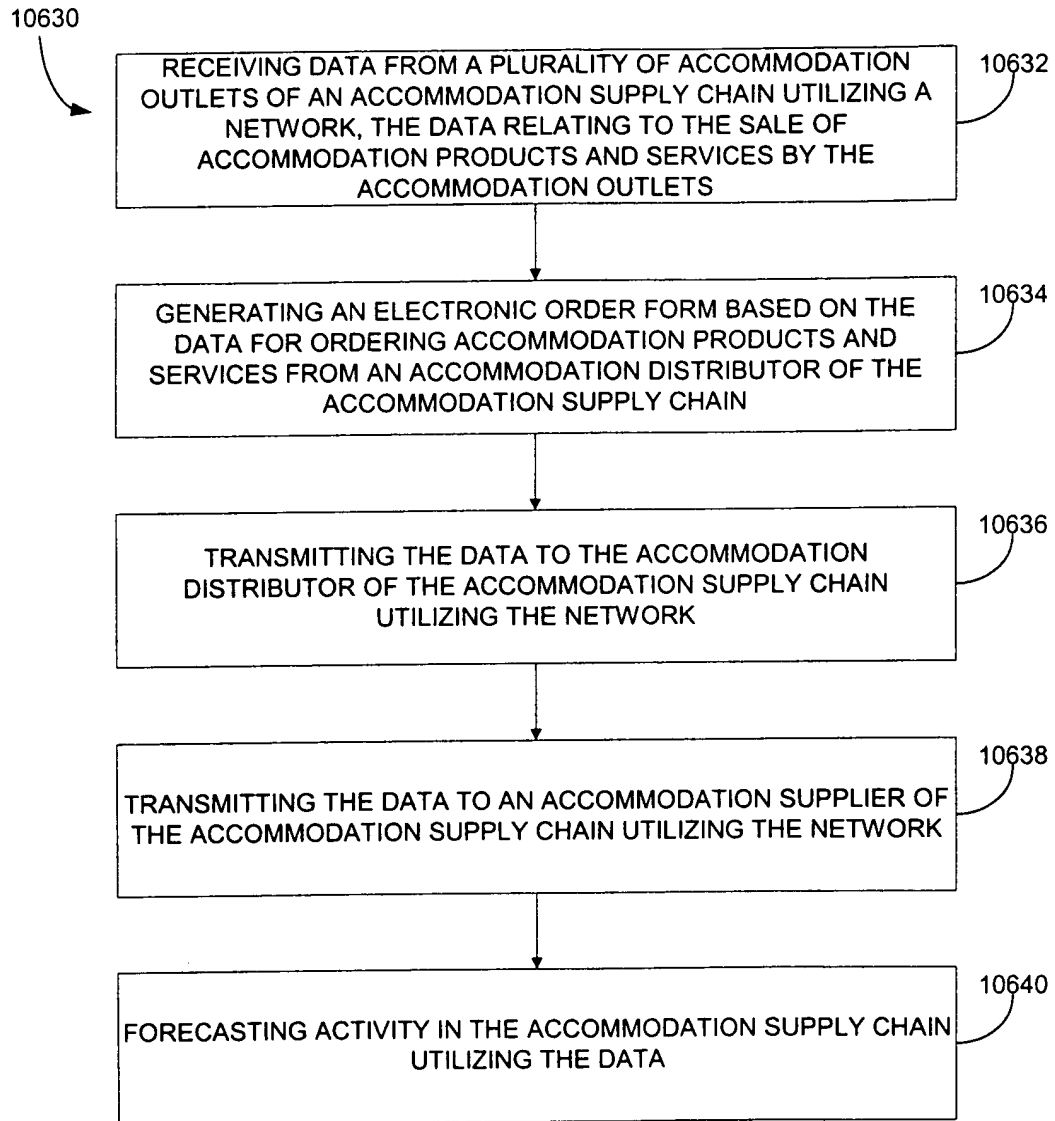 10630
RECEIVING DATA FROM A PLURALITY OF ACCOMMODATION
OUTLETS OF AN ACCOMMODATION SUPPLY CHAIN UTILIZING A
NETWORK, THE DATA RELATING TO THE SALE OF
ACCOMMODATION PRODUCTS AND SERVICES BY THE
ACCOMMODATION OUTLETS
10632
GENERATING AN ELECTRONIC ORDER FORM BASED ON THE
DATA FOR ORDERING ACCOMMODATION PRODUCTS AND
SERVICES FROM AN ACCOMMODATION DISTRIBUTOR OF THE
ACCOMMODATION SUPPLY CHAIN
10634
TRANSMITTING THE DATA TO THE ACCOMMODATION
DISTRIBUTOR OF THE ACCOMMODATION SUPPLY CHAIN
UTILIZING THE NETWORK
10636
TRANSMITTING THE DATA TO AN ACCOMMODATION SUPPLIER OF
THE ACCOMMODATION SUPPLY CHAIN UTILIZING THE NETWORK
10638
FORECASTING ACTIVITY IN THE ACCOMMODATION SUPPLY CHAIN
UTILIZING THE DATA
10640